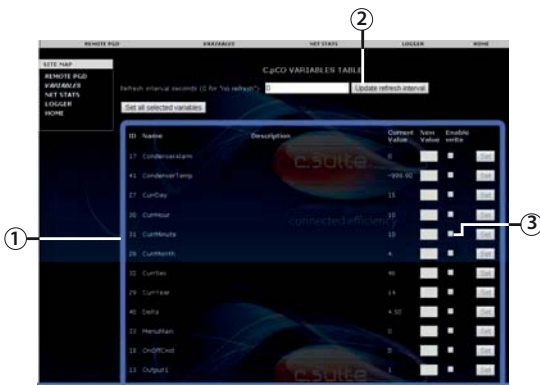 ②
REMOTE PGD VARIABLES NET STATS LOGGER HOME
SITE MAP
REMOTE PGD
VARIABLES
NET STATS
LOGGER
HOME
C.pCO VARIABLES TABLE
Refresh interval seconds (0 for "no refresh"): 0 Update refresh interval
Set all selected variables
ID Name Description Current Value New Value Enable write
17 CondenserAlarm 0 Set
41 CondenserTemp -999.90 Set
27 CurrDay 15 Set
30 CurrHour 10 Set
① 31 CurrMinute 10 Set ③
28 CurrMonth 4 Set
32 CurrSec Set
29 CurrYear 14 Set
40 Delta 4.50 Set
33 MenuMain 0 Set
18 OnOffCmd 0 Set
13 Output1 1 Set
c.suite
connected efficiency
c.suite